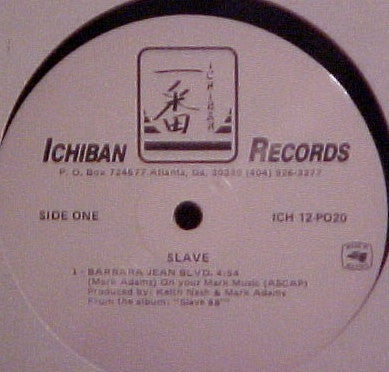 一番
ICHIBAN
ICHIBAN RECORDS
P. O. Box 724677 Atlanta, Ga. 30339 (404) 926-3377
SIDE ONE
ICH 12-PO20
SLAVE
1 - BARBARA JEAN BLVD. 4:54
(Mark Adams) On your Mark Music (ASCAP)
Produced by: Keith Nash & Mark Adams
From the album: "Slave 88"